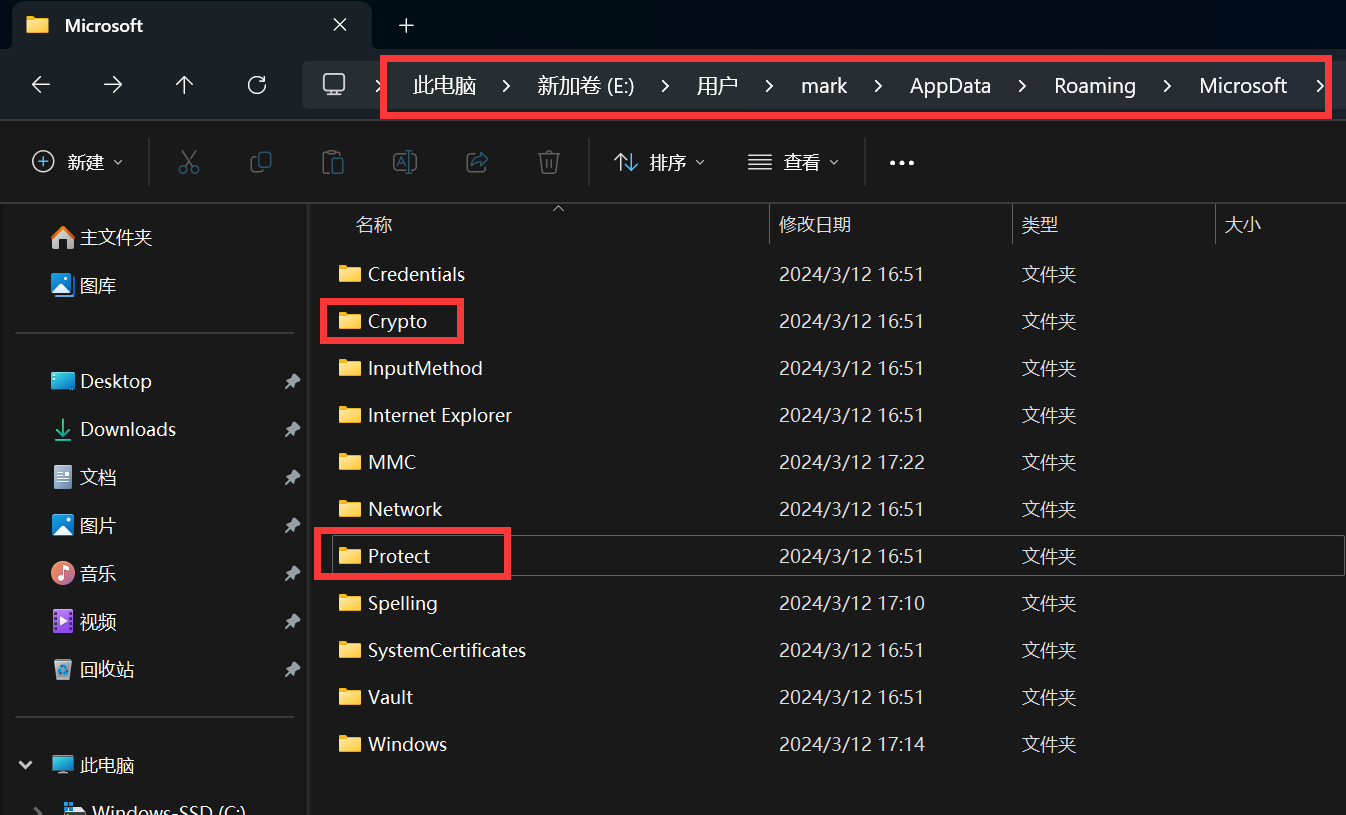 Microsoft
此电脑 新加卷 (E:) 用户 mark AppData Roaming Microsoft
新建 排序 查看
主文件夹
图库
Desktop
Downloads
文档
图片
音乐
视频
回收站
此电脑
Windows-SSD (C:)
名称 修改日期 类型 大小
Credentials 2024/3/12 16:51 文件夹
Crypto 2024/3/12 16:51 文件夹
InputMethod 2024/3/12 16:51 文件夹
Internet Explorer 2024/3/12 16:51 文件夹
MMC 2024/3/12 17:22 文件夹
Network 2024/3/12 16:51 文件夹
Protect 2024/3/12 16:51 文件夹
Spelling 2024/3/12 17:10 文件夹
SystemCertificates 2024/3/12 16:51 文件夹
Vault 2024/3/12 16:51 文件夹
Windows 2024/3/12 17:14 文件夹